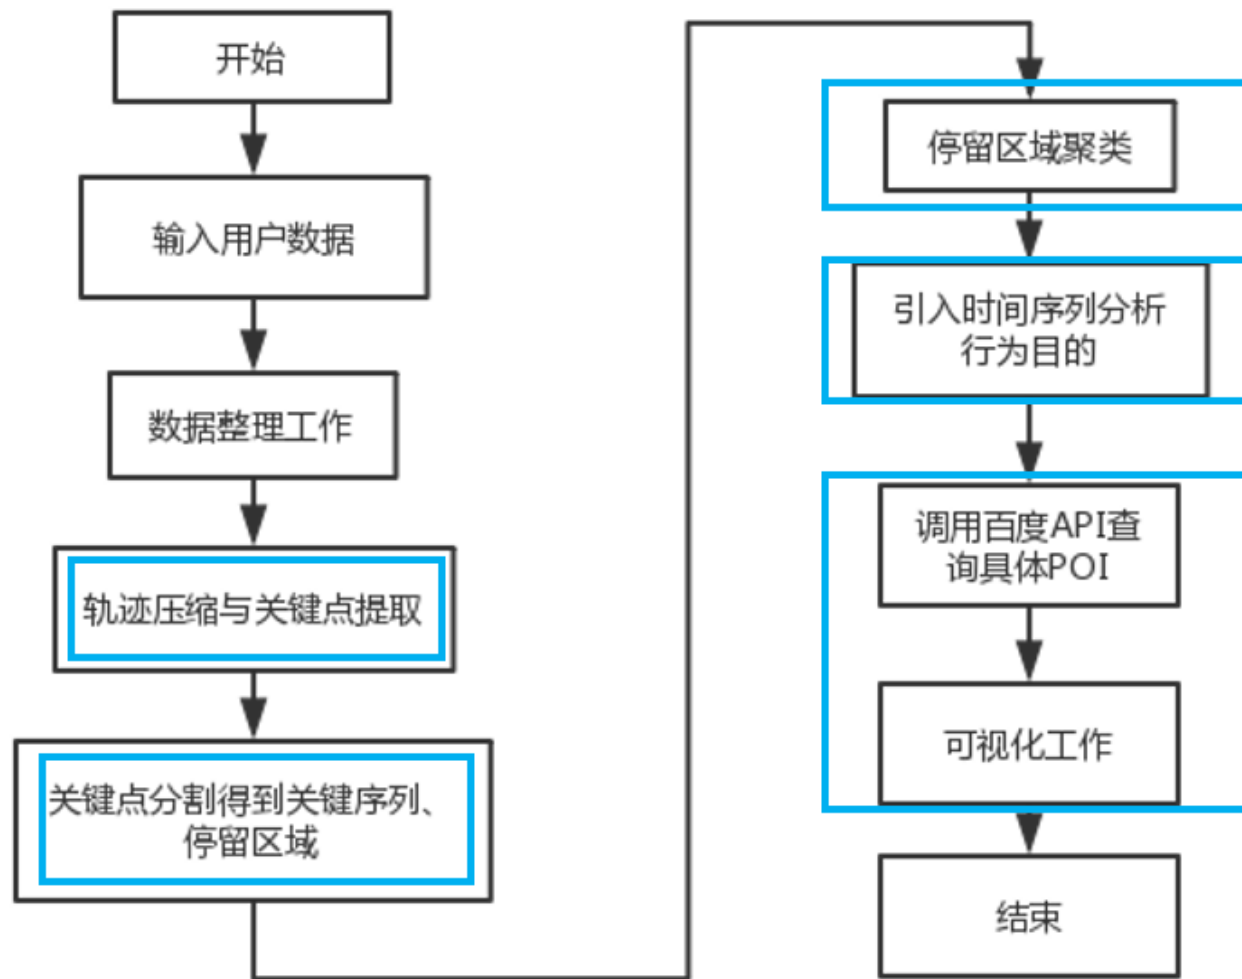 开始
输入用户数据
数据整理工作
轨迹压缩与关键点提取
关键点分割得到关键序列、
停留区域
停留区域聚类
引入时间序列分析
行为目的
调用百度API查
询具体POI
可视化工作
结束